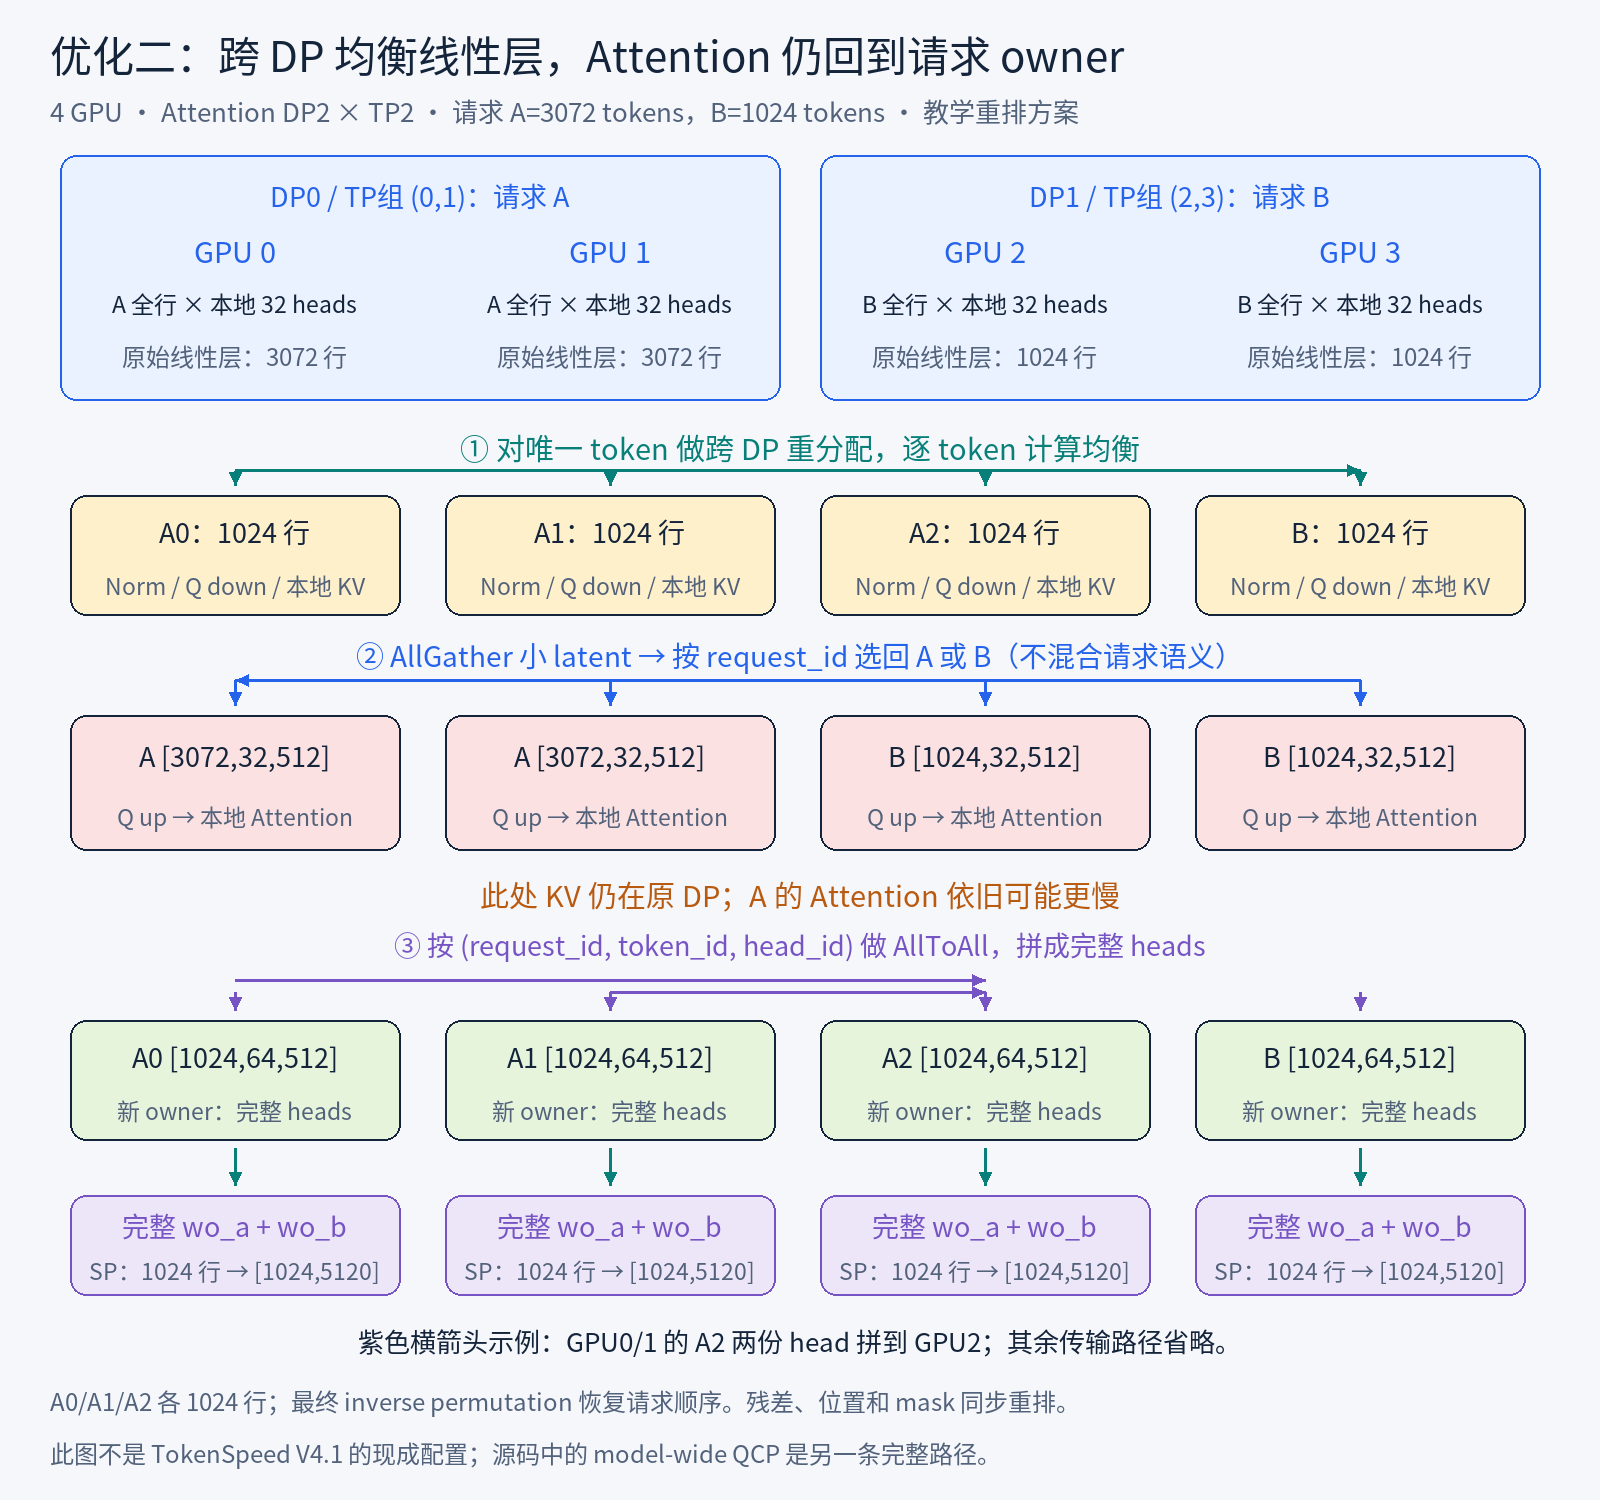 优化二：跨 DP 均衡线性层，Attention 仍回到请求 owner
4 GPU · Attention DP2 × TP2 · 请求 A=3072 tokens，B=1024 tokens · 教学重排方案
DP0 / TP组 (0,1)：请求 A
GPU 0
GPU 1
A 全行 × 本地 32 heads
A 全行 × 本地 32 heads
原始线性层：3072 行
原始线性层：3072 行
DP1 / TP组 (2,3)：请求 B
GPU 2
GPU 3
B 全行 × 本地 32 heads
B 全行 × 本地 32 heads
原始线性层：1024 行
原始线性层：1024 行
① 对唯一 token 做跨 DP 重分配，逐 token 计算均衡
A0：1024 行
Norm / Q down / 本地 KV
A1：1024 行
Norm / Q down / 本地 KV
A2：1024 行
Norm / Q down / 本地 KV
B：1024 行
Norm / Q down / 本地 KV
② AllGather 小 latent → 按 request_id 选回 A 或 B（不混合请求语义）
A [3072,32,512]
Q up → 本地 Attention
A [3072,32,512]
Q up → 本地 Attention
B [1024,32,512]
Q up → 本地 Attention
B [1024,32,512]
Q up → 本地 Attention
此处 KV 仍在原 DP；A 的 Attention 依旧可能更慢
③ 按 (request_id, token_id, head_id) 做 AllToAll，拼成完整 heads
A0 [1024,64,512]
新 owner：完整 heads
A1 [1024,64,512]
新 owner：完整 heads
A2 [1024,64,512]
新 owner：完整 heads
B [1024,64,512]
新 owner：完整 heads
完整 wo_a + wo_b
SP：1024 行 → [1024,5120]
完整 wo_a + wo_b
SP：1024 行 → [1024,5120]
完整 wo_a + wo_b
SP：1024 行 → [1024,5120]
完整 wo_a + wo_b
SP：1024 行 → [1024,5120]
紫色横箭头示例：GPU0/1 的 A2 两份 head 拼到 GPU2；其余传输路径省略。
A0/A1/A2 各 1024 行；最终 inverse permutation 恢复请求顺序。残差、位置和 mask 同步重排。
此图不是 TokenSpeed V4.1 的现成配置；源码中的 model-wide QCP 是另一条完整路径。